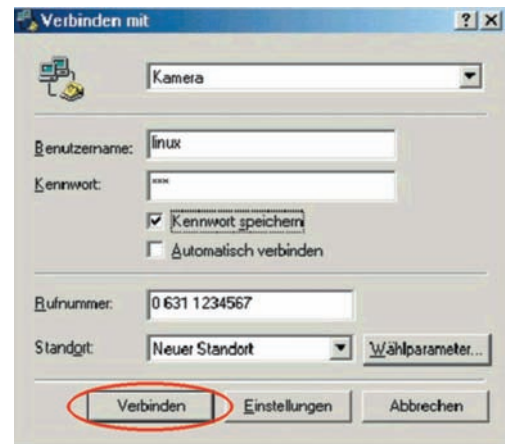 Verbinden mit
Kamera
Benutzername: linux
Kennwort: ***
Kennwort speichern
Automatisch verbinden
Rufnummer: 0 631 1234567
Standort: Neuer Standort Wählparameter...
Verbinden Einstellungen Abbrechen